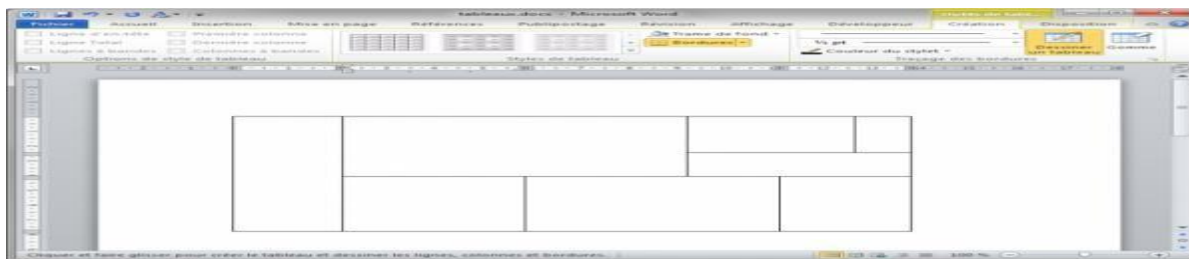 tableaux.docx - Microsoft Word
Fichier Accueil Insertion Mise en page Références Publipostage Révision Affichage Développeur Création Disposition
Ligne d'en-tête Première colonne Trame de fond
Ligne Total Dernière colonne Bordures ½ pt
Lignes à bandes Colonnes à bandes Couleur du stylet Dessiner un tableau Gomme
Options de style de tableau Styles de tableau Traçage des bordures
Cliquer et faire glisser pour créer le tableau et dessiner les lignes, colonnes et bordures. 100 %